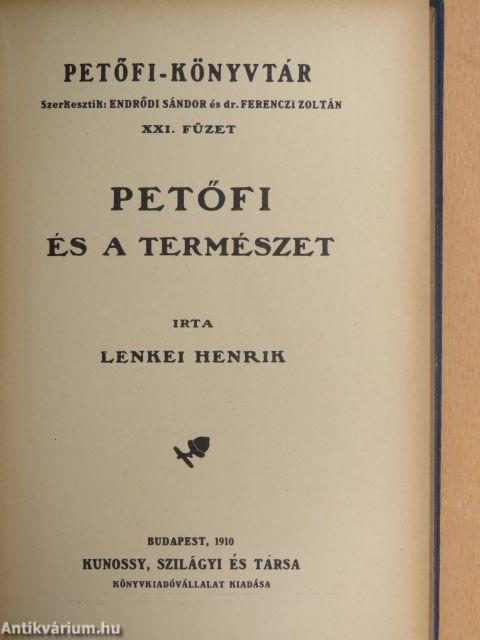 PETŐFI-KÖNYVTÁR
Szerkesztik: ENDRŐDI SÁNDOR és dr. FERENCZI ZOLTÁN
XXI. FÜZET
PETŐFI
ÉS A TERMÉSZET
IRTA
LENKEI HENRIK
BUDAPEST, 1910
KUNOSSY, SZILÁGYI ÉS TÁRSA
KÖNYVKIADÓVÁLLALAT KIADÁSA
Antikvárium.hu